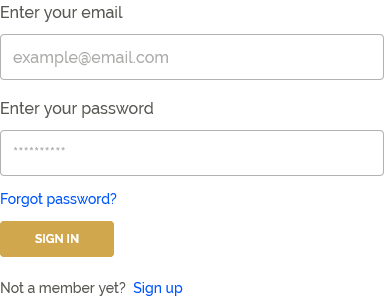 Enter your email
example@email.com
Enter your password
**********
Forgot password?
SIGN IN
Not a member yet? Sign up